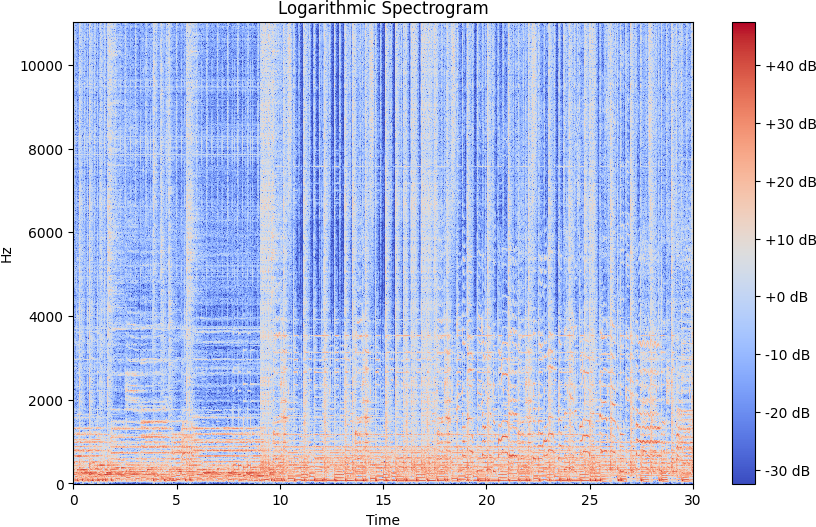 Logarithmic Spectrogram
10000
8000
6000
4000
2000
0
Hz
0 5 10 15 20 25 30
Time
+40 dB
+30 dB
+20 dB
+10 dB
+0 dB
-10 dB
-20 dB
-30 dB